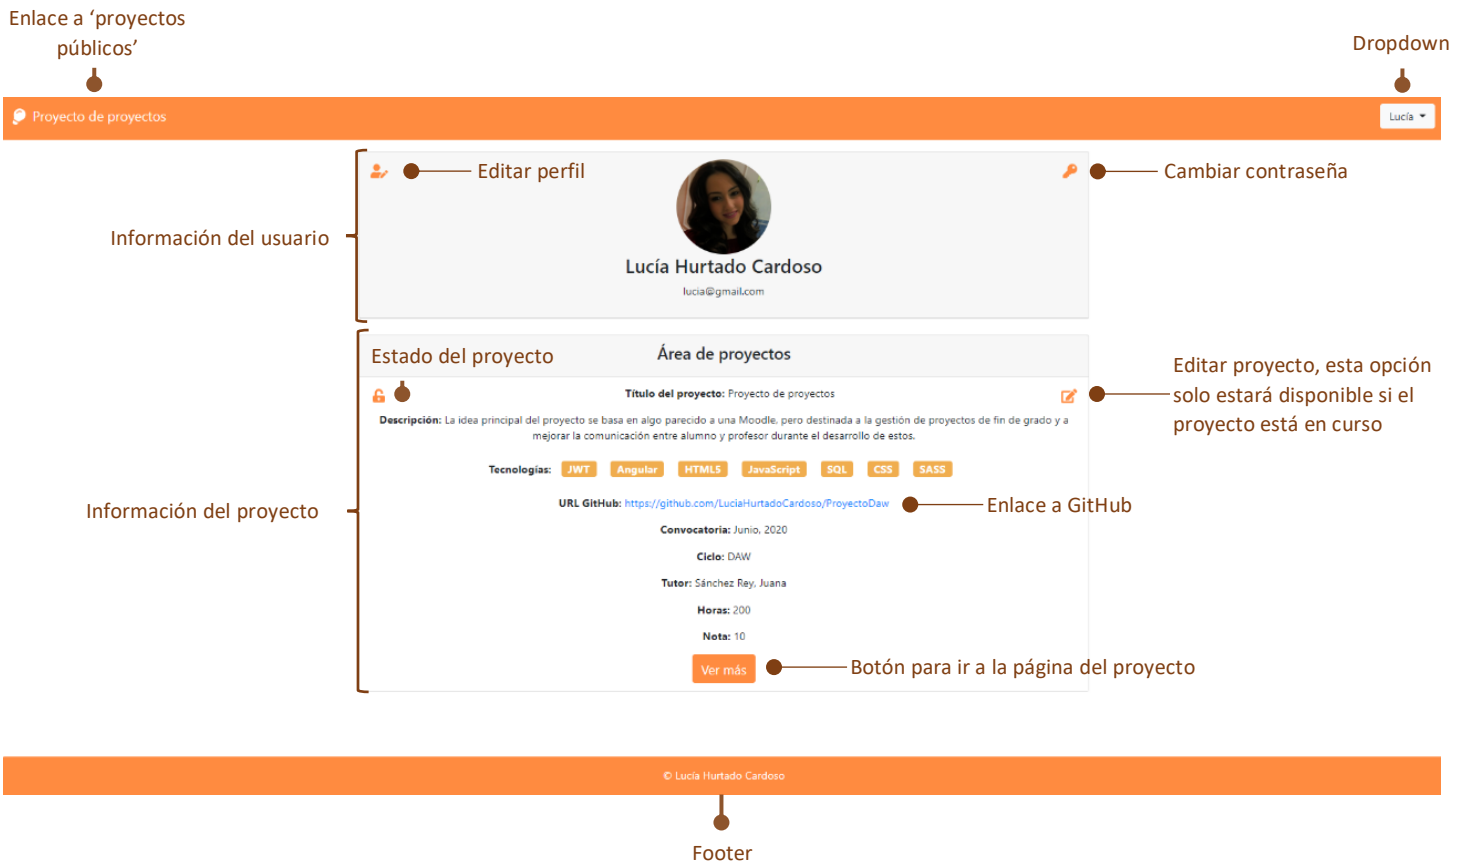 Enlace a ‘proyectos
públicos’
Dropdown
Proyecto de proyectos
Lucía
Editar perfil
Cambiar contraseña
Información del usuario
Lucía Hurtado Cardoso
lucia@gmail.com
Estado del proyecto
Área de proyectos
Editar proyecto, esta opción
solo estará disponible si el
proyecto está en curso
Título del proyecto: Proyecto de proyectos
Descripción: La idea principal del proyecto se basa en algo parecido a una Moodle, pero destinada a la gestión de proyectos de fin de grado y a
mejorar la comunicación entre alumno y profesor durante el desarrollo de estos.
Tecnologías: JWT Angular HTML5 JavaScript SQL CSS SASS
URL GitHub: https://github.com/LuciaHurtadoCardoso/ProyectoDaw
Enlace a GitHub
Información del proyecto
Convocatoria: Junio, 2020
Ciclo: DAW
Tutor: Sánchez Rey, Juana
Horas: 200
Nota: 10
Ver más
Botón para ir a la página del proyecto
© Lucía Hurtado Cardoso
Footer